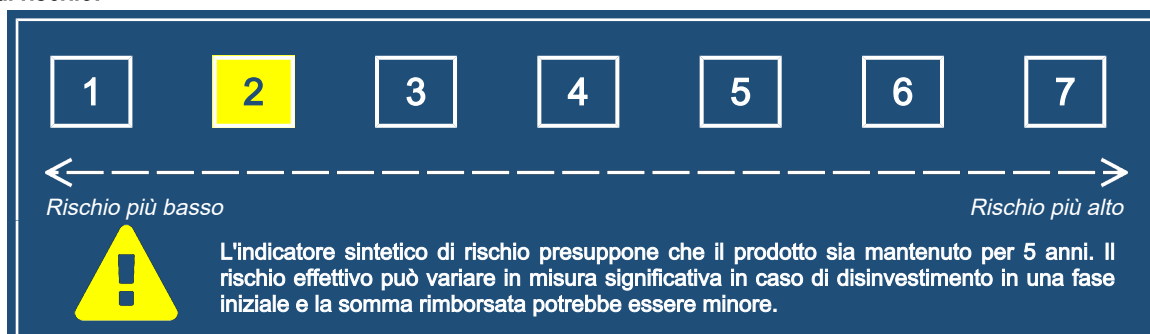 1 2 3 4 5 6 7
Rischio più basso Rischio più alto
L'indicatore sintetico di rischio presuppone che il prodotto sia mantenuto per 5 anni. Il
rischio effettivo può variare in misura significativa in caso di disinvestimento in una fase
iniziale e la somma rimborsata potrebbe essere minore.